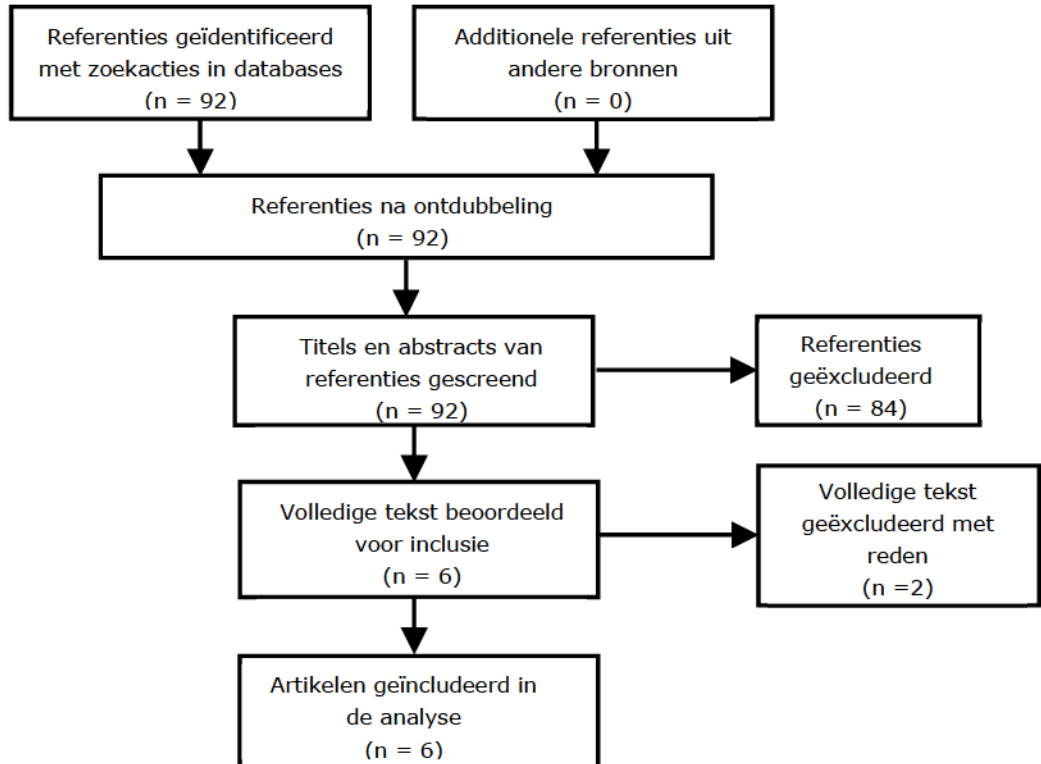 Referenties geïdentificeerd
met zoekacties in databases
(n = 92)
Additionele referenties uit
andere bronnen
(n = 0)
Referenties na ontdubbeling
(n = 92)
Titels en abstracts van
referenties gescreend
(n = 92)
Referenties
geëxcludeerd
(n = 84)
Volledige tekst beoordeeld
voor inclusie
(n = 6)
Volledige tekst
geëxcludeerd met
reden
(n =2)
Artikelen geïncludeerd in
de analyse
(n = 6)